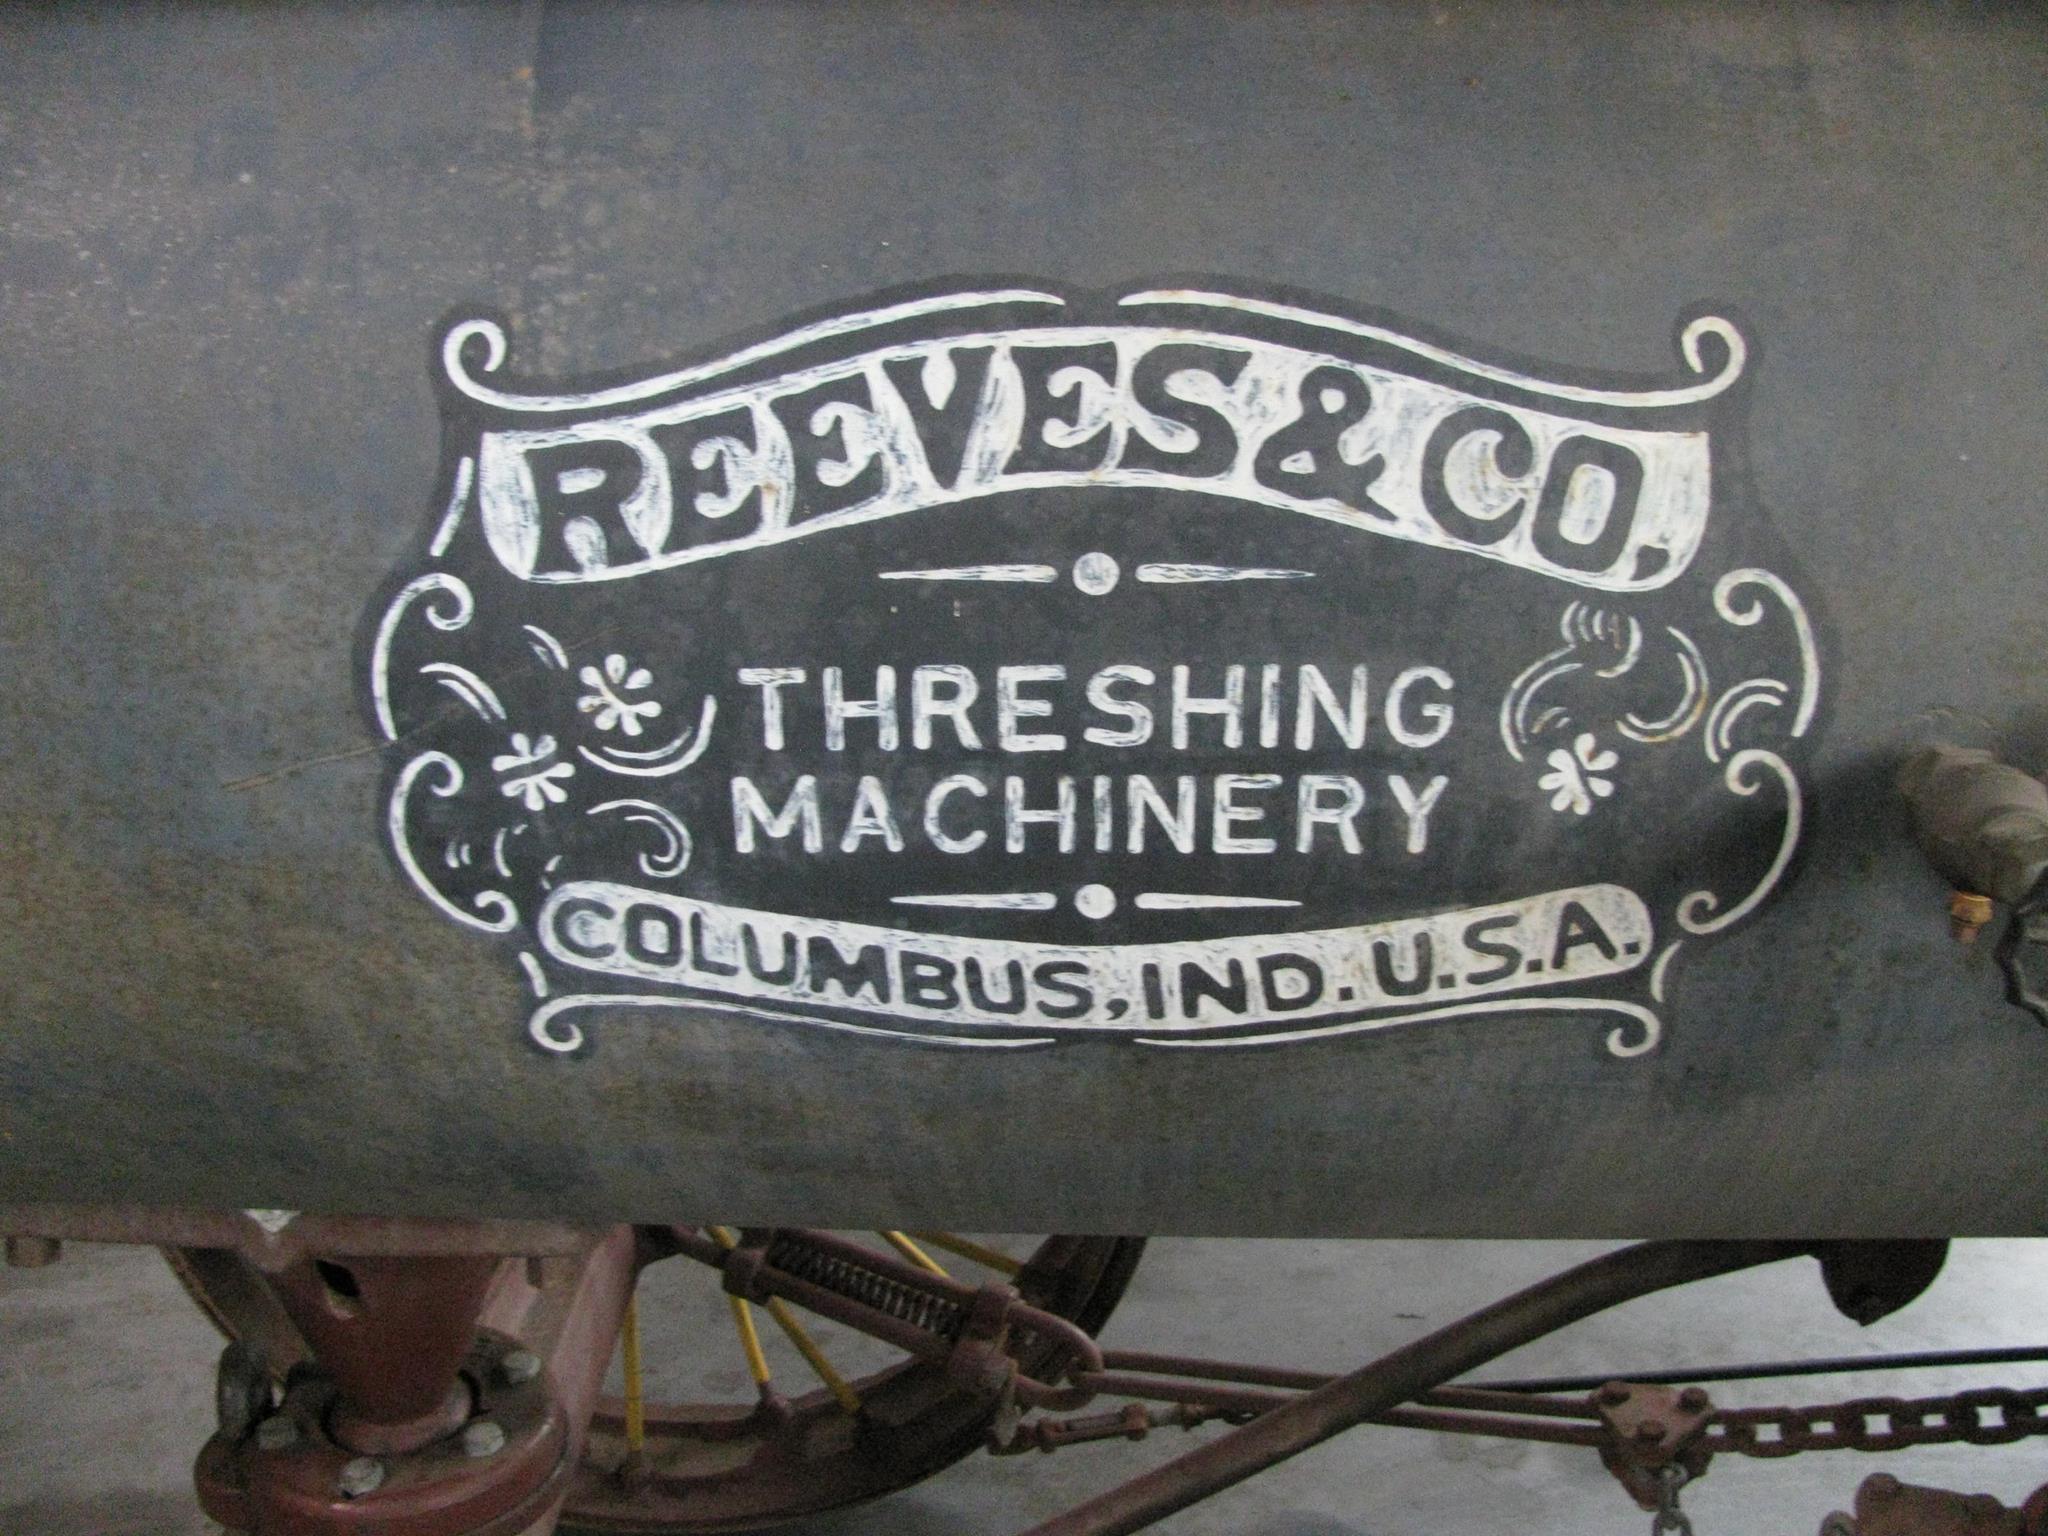 REEVES & CO.
THRESHING
MACHINERY
COLUMBUS, IND. U.S.A.